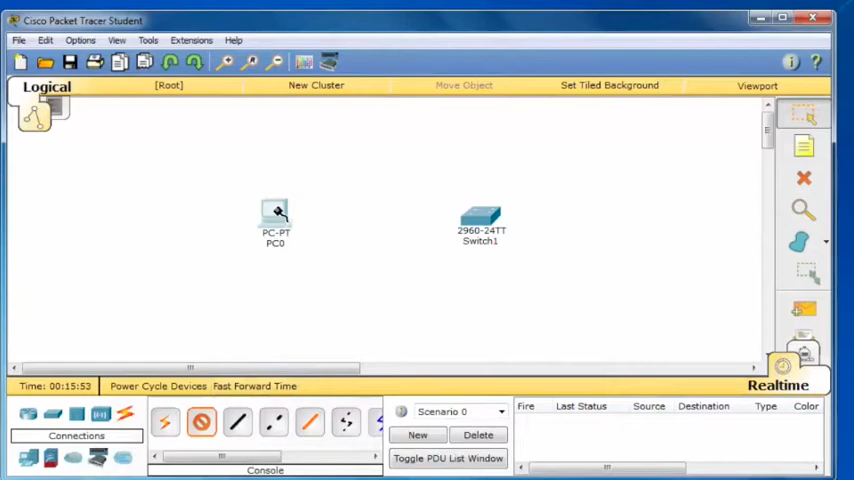 Cisco Packet Tracer Student
File Edit Options View Tools Extensions Help
Logical [Root] New Cluster Move Object Set Tiled Background Viewport
PC-PT
PC0
2960-24TT
Switch1
Time: 00:15:53 Power Cycle Devices Fast Forward Time Realtime
Scenario 0 Fire Last Status Source Destination Type Color
Connections New Delete
Toggle PDU List Window
Console